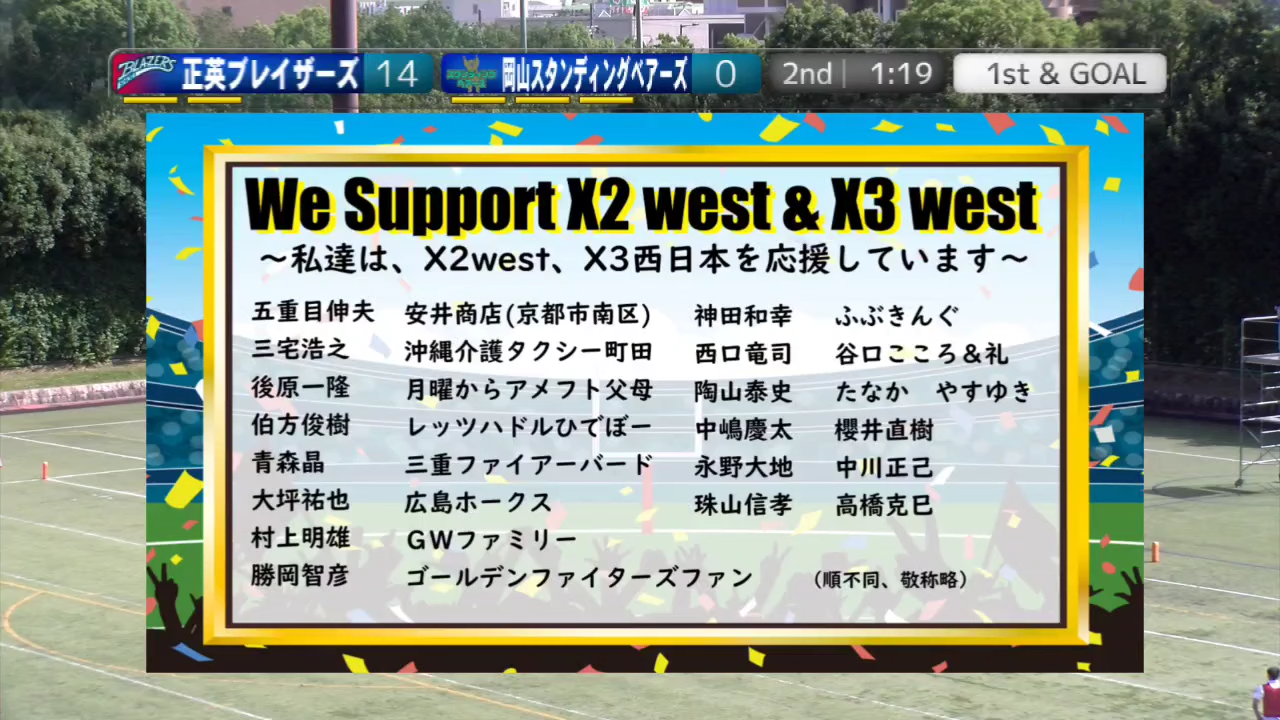 BLAZERS 正英ブレイザーズ 14 岡山スタンディングベアーズ 0 2nd 1:19 1st & GOAL
We Support X2 west & X3 west
～私達は、X2west、X3西日本を応援しています～
五重目伸夫 安井商店(京都市南区) 神田和幸 ふぶきんぐ
三宅浩之 沖縄介護タクシー町田 西口竜司 谷口こころ&礼
後原一隆 月曜からアメフト父母 陶山泰史 たなか やすゆき
伯方俊樹 レッツハドルひでぼー 中嶋慶太 櫻井直樹
青森晶 三重ファイアーバード 永野大地 中川正己
大坪祐也 広島ホークス 珠山信孝 高橋克巳
村上明雄 GWファミリー
勝岡智彦 ゴールデンファイターズファン (順不同、敬称略)